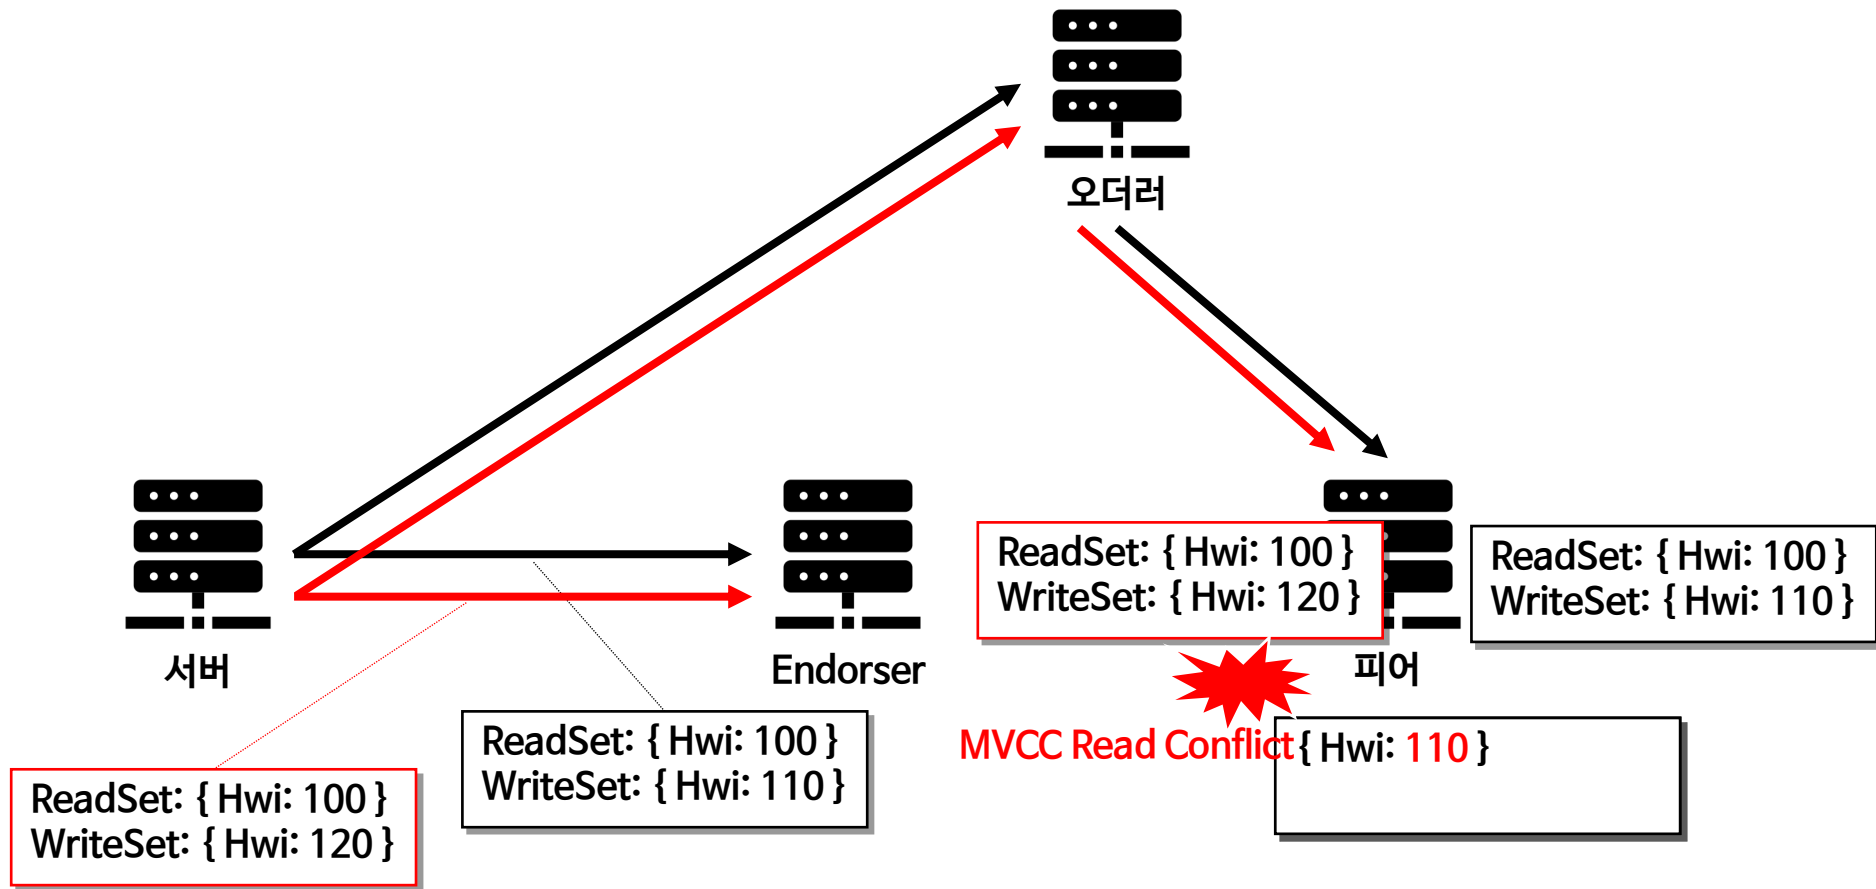 오더러
서버
Endorser
피어
ReadSet: { Hwi: 100 }
WriteSet: { Hwi: 120 }
ReadSet: { Hwi: 100 }
WriteSet: { Hwi: 110 }
MVCC Read Conflict
{ Hwi: 110 }
ReadSet: { Hwi: 100 }
WriteSet: { Hwi: 110 }
ReadSet: { Hwi: 100 }
WriteSet: { Hwi: 120 }